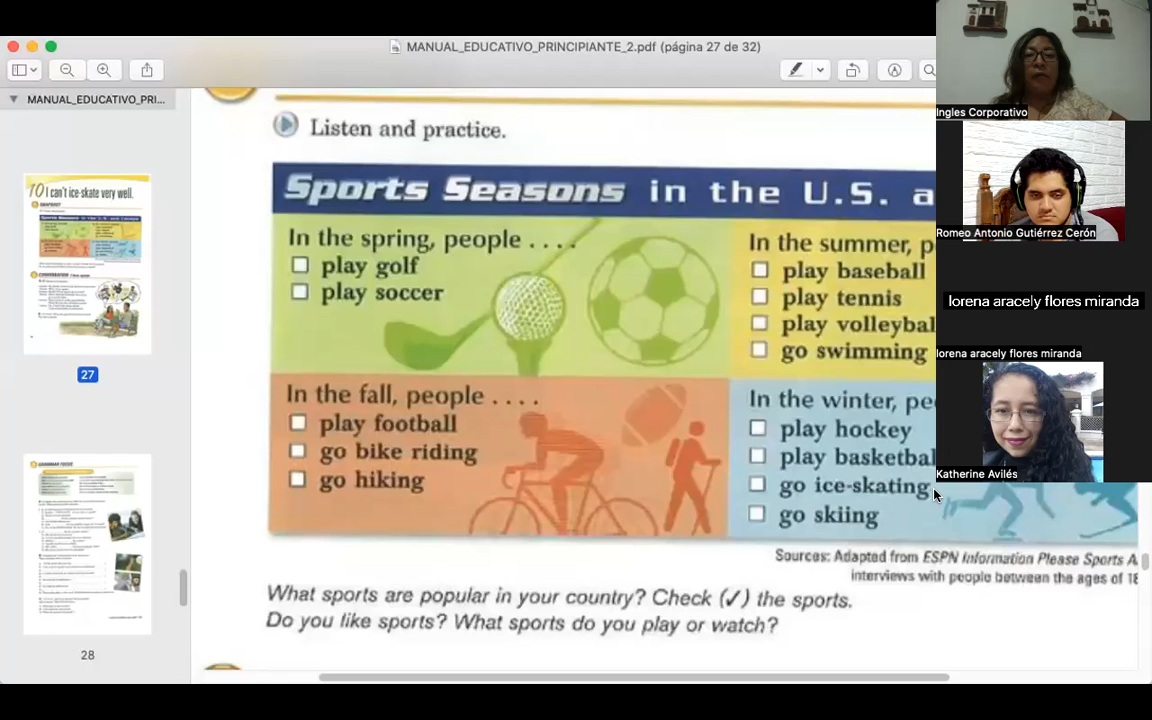 MANUAL_EDUCATIVO_PRINCIPIANTE_2.pdf (página 27 de 32)
MANUAL_EDUCATIVO_PRI...
10 I can't ice-skate very well.
27
28
Listen and practice.
Sports Seasons in the U.S. a
In the spring, people . . . .
play golf
play soccer
In the summer, p
play baseball
play tennis
play volleybal
go swimming
In the fall, people . . . .
play football
go bike riding
go hiking
In the winter, pe
play hockey
play basketbal
go ice-skating
go skiing
Sources: Adapted from ESPN Information Please Sports A
interviews with people between the ages of 18
What sports are popular in your country? Check (✓) the sports.
Do you like sports? What sports do you play or watch?
Ingles Corporativo
Romeo Antonio Gutiérrez Cerón
lorena aracely flores miranda
lorena aracely flores miranda
Katherine Avilés